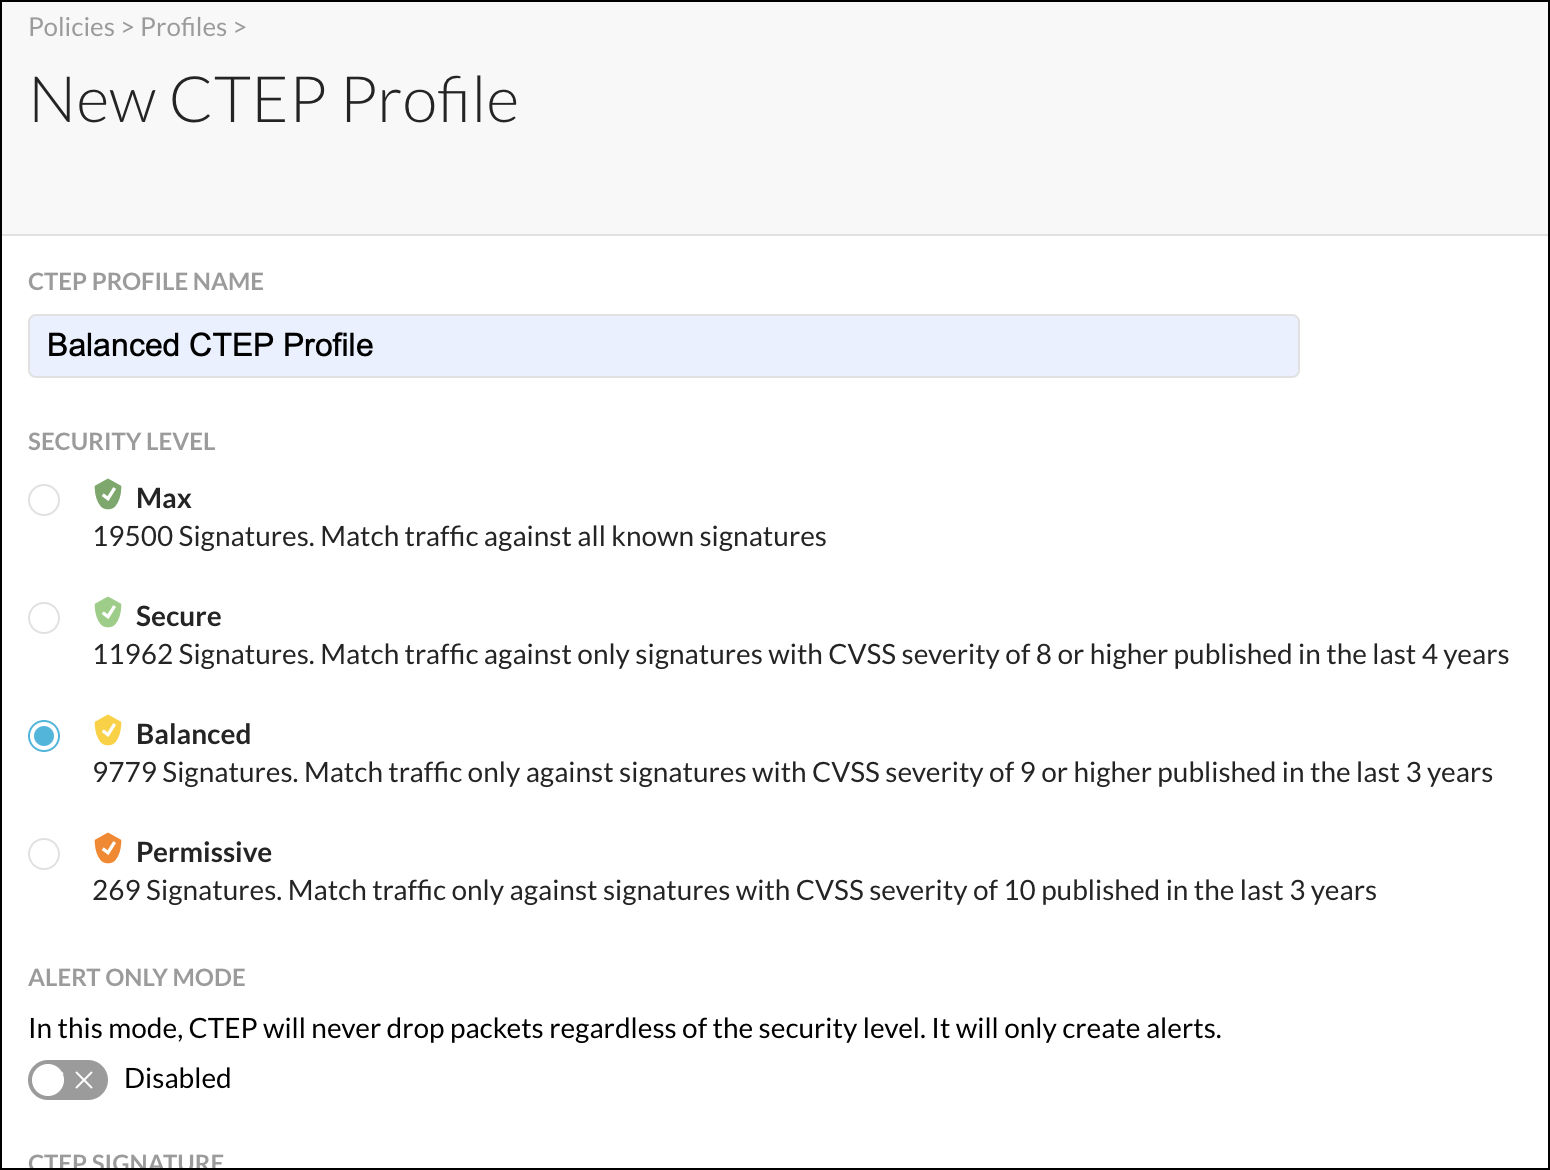 Policies > Profiles >
New CTEP Profile
CTEP PROFILE NAME
Balanced CTEP Profile
SECURITY LEVEL
Max
19500 Signatures. Match traffic against all known signatures
Secure
11962 Signatures. Match traffic against only signatures with CVSS severity of 8 or higher published in the last 4 years
Balanced
9779 Signatures. Match traffic only against signatures with CVSS severity of 9 or higher published in the last 3 years
Permissive
269 Signatures. Match traffic only against signatures with CVSS severity of 10 published in the last 3 years
ALERT ONLY MODE
In this mode, CTEP will never drop packets regardless of the security level. It will only create alerts.
Disabled
CTEP SIGNATURE